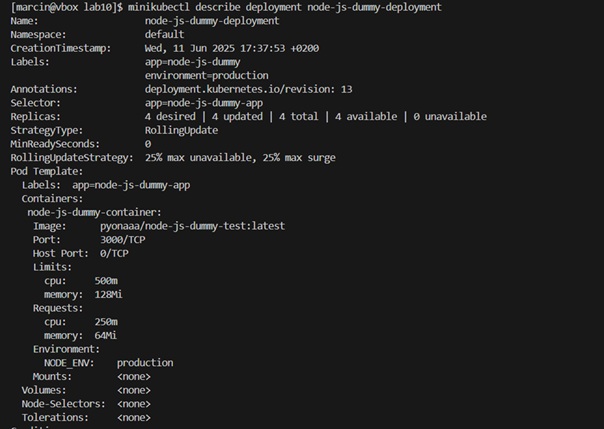 [marcin@vbox lab10]$ minikubectl describe deployment node-js-dummy-deployment
Name: node-js-dummy-deployment
Namespace: default
CreationTimestamp: Wed, 11 Jun 2025 17:37:53 +0200
Labels: app=node-js-dummy
environment=production
Annotations: deployment.kubernetes.io/revision: 13
Selector: app=node-js-dummy-app
Replicas: 4 desired | 4 updated | 4 total | 4 available | 0 unavailable
StrategyType: RollingUpdate
MinReadySeconds: 0
RollingUpdateStrategy: 25% max unavailable, 25% max surge
Pod Template:
Labels: app=node-js-dummy-app
Containers:
node-js-dummy-container:
Image: pyonaaa/node-js-dummy-test:latest
Port: 3000/TCP
Host Port: 0/TCP
Limits:
cpu: 500m
memory: 128Mi
Requests:
cpu: 250m
memory: 64Mi
Environment:
NODE_ENV: production
Mounts: <none>
Volumes: <none>
Node-Selectors: <none>
Tolerations: <none>